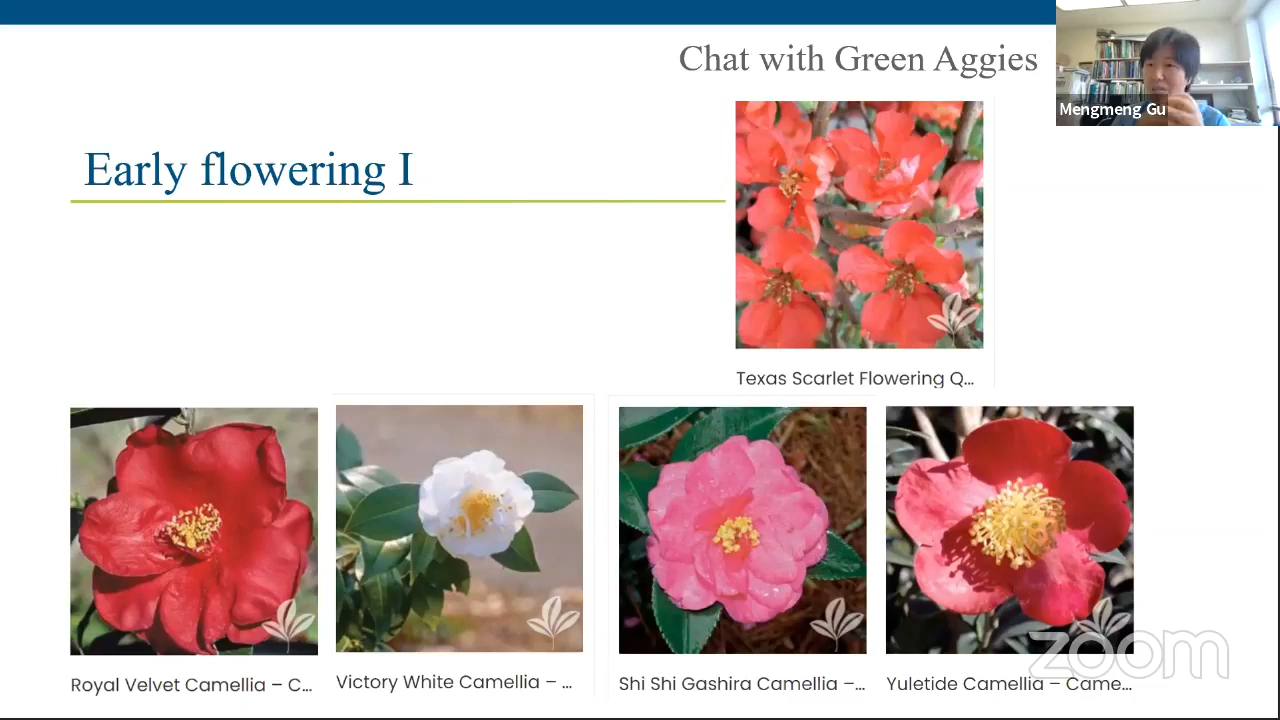 Chat with Green Aggies
Mengmeng Gu
Early flowering I
Texas Scarlet Flowering Q...
Royal Velvet Camellia – C...
Victory White Camellia – ...
Shi Shi Gashira Camellia –...
Yuletide Camellia – Came...
zoom